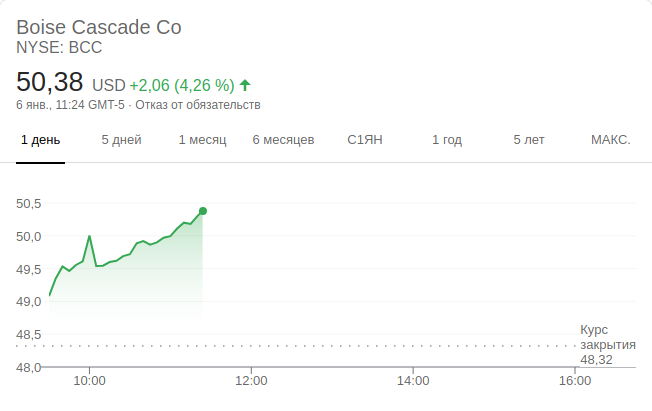 Boise Cascade Co
NYSE: BCC
50,38 USD +2,06 (4,26 %)
6 янв., 11:24 GMT-5 · Отказ от обязательств
1 день 5 дней 1 месяц 6 месяцев С1ЯН 1 год 5 лет МАКС.
50,5
50,0
49,5
49,0
48,5
Курс
закрытия
48,32
48,0
10:00 12:00 14:00 16:00